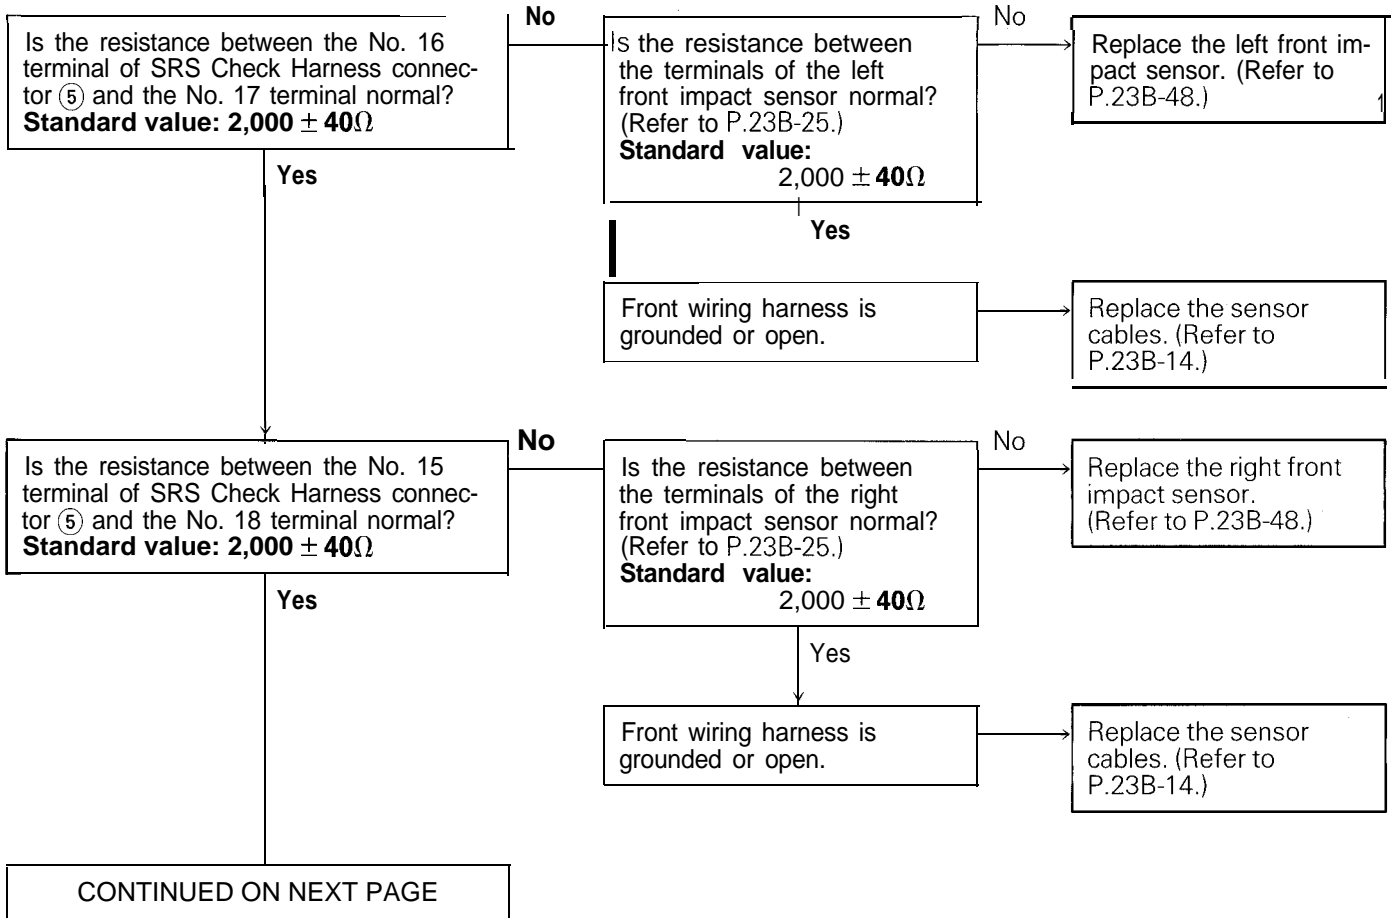 No
No
Is the resistance between the No. 16
terminal of SRS Check Harness connec-
tor ⑤ and the No. 17 terminal normal?
Standard value: 2,000 ± 40Ω
Is the resistance between
the terminals of the left
front impact sensor normal?
(Refer to P.23B-25.)
Standard value:
2,000 ± 40Ω
Replace the left front im-
pact sensor. (Refer to
P.23B-48.)
Yes
Yes
Front wiring harness is
grounded or open.
Replace the sensor
cables. (Refer to
P.23B-14.)
No
No
Is the resistance between the No. 15
terminal of SRS Check Harness connec-
tor ⑤ and the No. 18 terminal normal?
Standard value: 2,000 ± 40Ω
Is the resistance between
the terminals of the right
front impact sensor normal?
(Refer to P.23B-25.)
Standard value:
2,000 ± 40Ω
Replace the right front
impact sensor.
(Refer to P.23B-48.)
Yes
Yes
Front wiring harness is
grounded or open.
Replace the sensor
cables. (Refer to
P.23B-14.)
CONTINUED ON NEXT PAGE